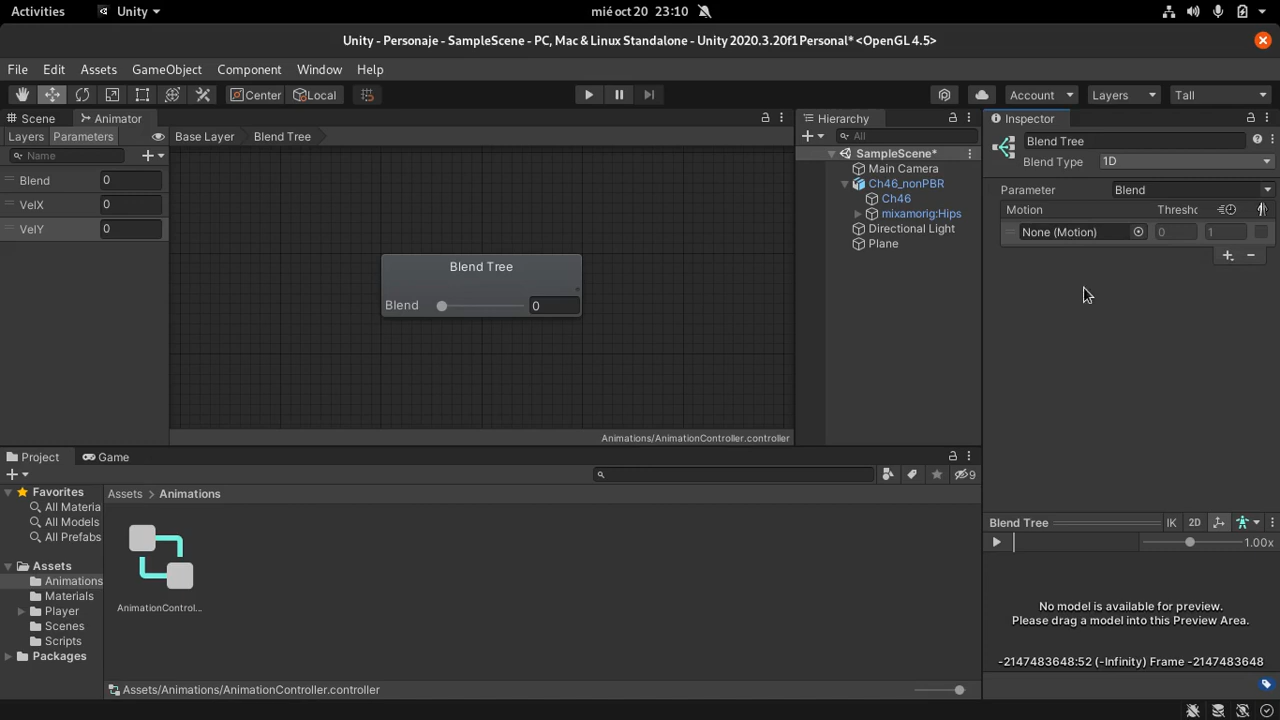 Activities Unity mié oct 20 23:10
Unity - Personaje - SampleScene - PC, Mac & Linux Standalone - Unity 2020.3.20f1 Personal* <OpenGL 4.5>
File Edit Assets GameObject Component Window Help
Center Local Account Layers Tall
Scene Animator
Layers Parameters Base Layer Blend Tree
Name
Blend 0
VelX 0
VelY 0
Blend Tree
Blend 0
Animations/AnimationController.controller
Hierarchy
All
SampleScene*
Main Camera
Ch46_nonPBR
Ch46
mixamorig:Hips
Directional Light
Plane
Inspector
Blend Tree
Blend Type 1D
Parameter Blend
Motion Thresho
None (Motion) 0 1
Project Game
9
Favorites
All Materia
All Models
All Prefabs
Assets
Animations
Materials
Player
Scenes
Scripts
Packages
Assets > Animations
AnimationControl...
Assets/Animations/AnimationController.controller
Blend Tree IK 2D
1.00x
No model is available for preview.
Please drag a model into this Preview Area.
-2147483648:52 (-Infinity) Frame -2147483648